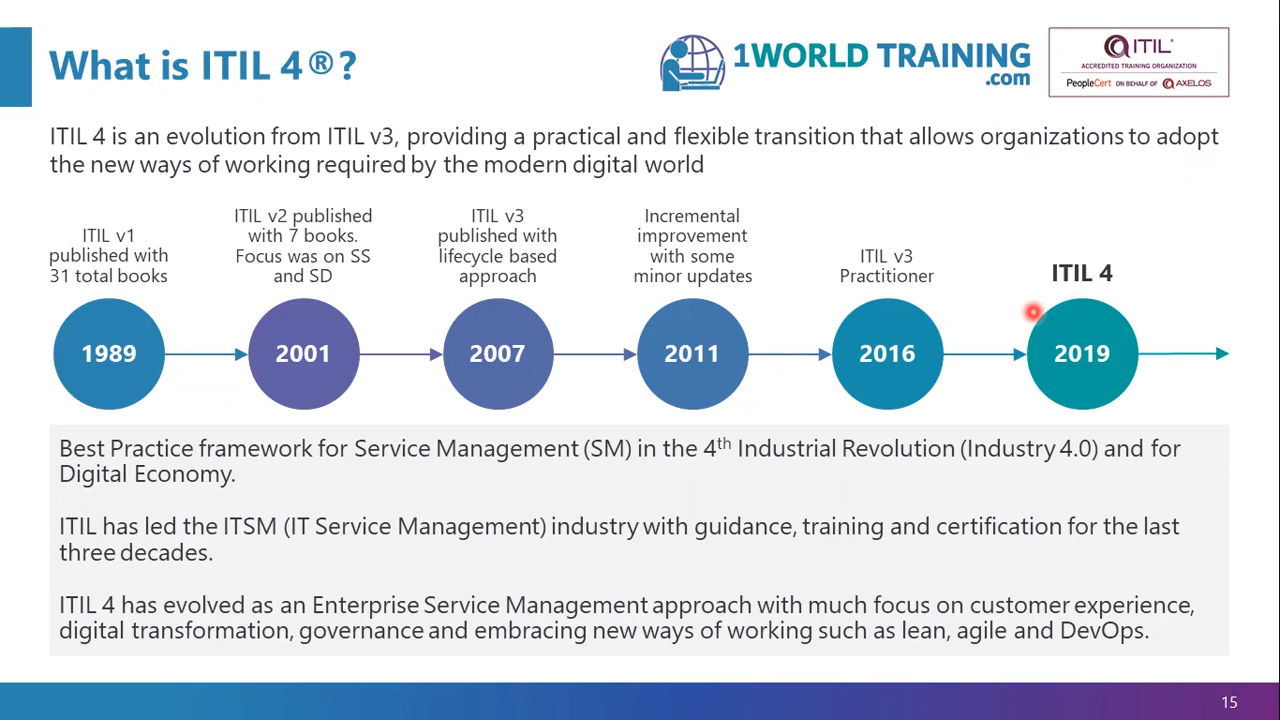 What is ITIL 4®?
1WORLD TRAINING
.com
ITIL®
ACCREDITED TRAINING ORGANIZATION
PeopleCert ON BEHALF OF AXELOS
ITIL 4 is an evolution from ITIL v3, providing a practical and flexible transition that allows organizations to adopt
the new ways of working required by the modern digital world
ITIL v1
published with
31 total books
ITIL v2 published
with 7 books.
Focus was on SS
and SD
ITIL v3
published with
lifecycle based
approach
Incremental
improvement
with some
minor updates
ITIL v3
Practitioner
ITIL 4
1989
2001
2007
2011
2016
2019
Best Practice framework for Service Management (SM) in the 4th Industrial Revolution (Industry 4.0) and for
Digital Economy.
ITIL has led the ITSM (IT Service Management) industry with guidance, training and certification for the last
three decades.
ITIL 4 has evolved as an Enterprise Service Management approach with much focus on customer experience,
digital transformation, governance and embracing new ways of working such as lean, agile and DevOps.
15